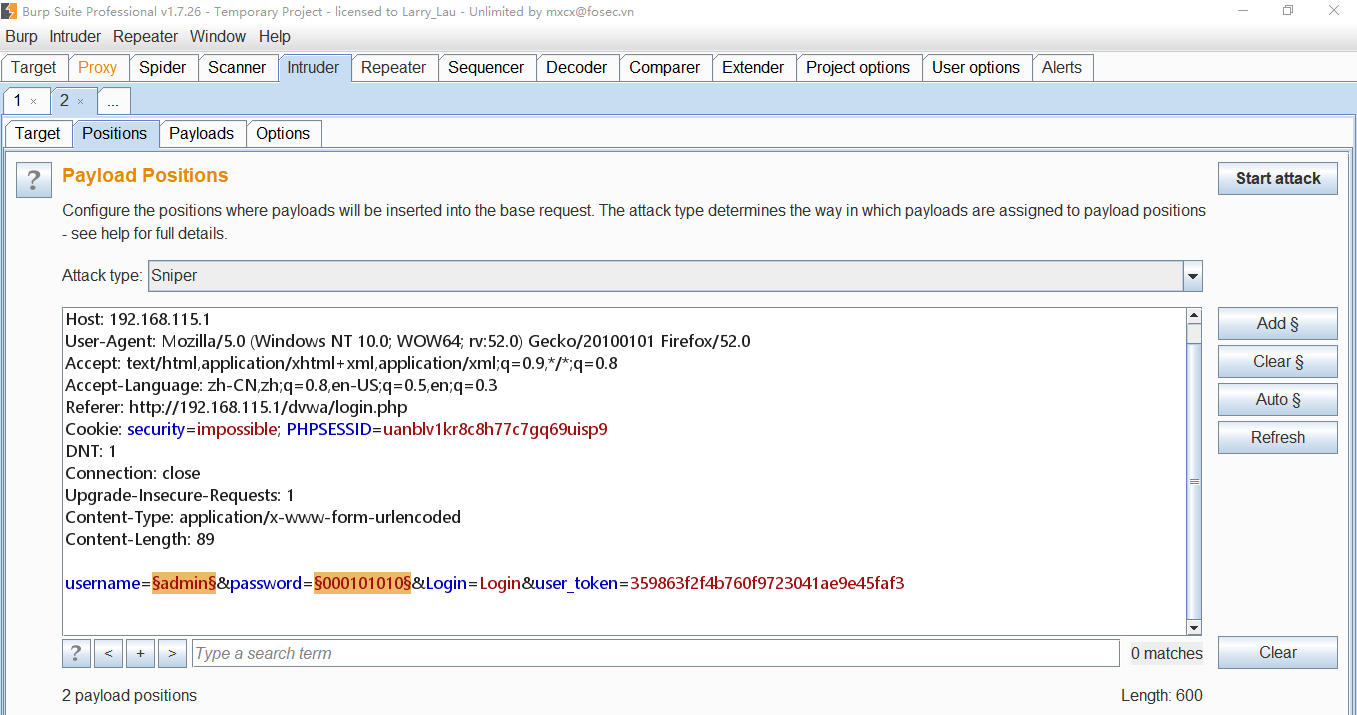 Burp Suite Professional v1.7.26 - Temporary Project - licensed to Larry_Lau - Unlimited by mxcx@fosec.vn
Burp Intruder Repeater Window Help
Target Proxy Spider Scanner Intruder Repeater Sequencer Decoder Comparer Extender Project options User options Alerts
1 × 2 × ...
Target Positions Payloads Options
? Payload Positions Start attack
Configure the positions where payloads will be inserted into the base request. The attack type determines the way in which payloads are assigned to payload positions
- see help for full details.
Attack type: Sniper
Host: 192.168.115.1 Add §
User-Agent: Mozilla/5.0 (Windows NT 10.0; WOW64; rv:52.0) Gecko/20100101 Firefox/52.0
Accept: text/html,application/xhtml+xml,application/xml;q=0.9,*/*;q=0.8 Clear §
Accept-Language: zh-CN,zh;q=0.8,en-US;q=0.5,en;q=0.3
Referer: http://192.168.115.1/dvwa/login.php Auto §
Cookie: security=impossible; PHPSESSID=uanblv1kr8c8h77c7gq69uisp9 Refresh
DNT: 1
Connection: close
Upgrade-Insecure-Requests: 1
Content-Type: application/x-www-form-urlencoded
Content-Length: 89
username=§admin§&password=§000101010§&Login=Login&user_token=359863f2f4b760f9723041ae9e45faf3
? < + > Type a search term 0 matches Clear
2 payload positions Length: 600